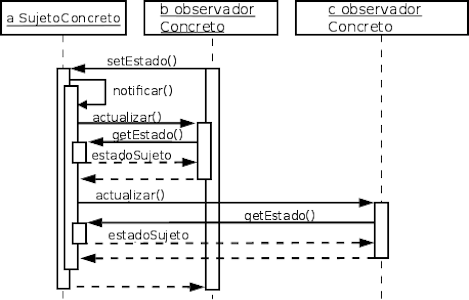 a SujetoConcreto
b observador
Concreto
c observador
Concreto
setEstado()
notificar()
actualizar()
getEstado()
estadoSujeto
actualizar()
getEstado()
estadoSujeto